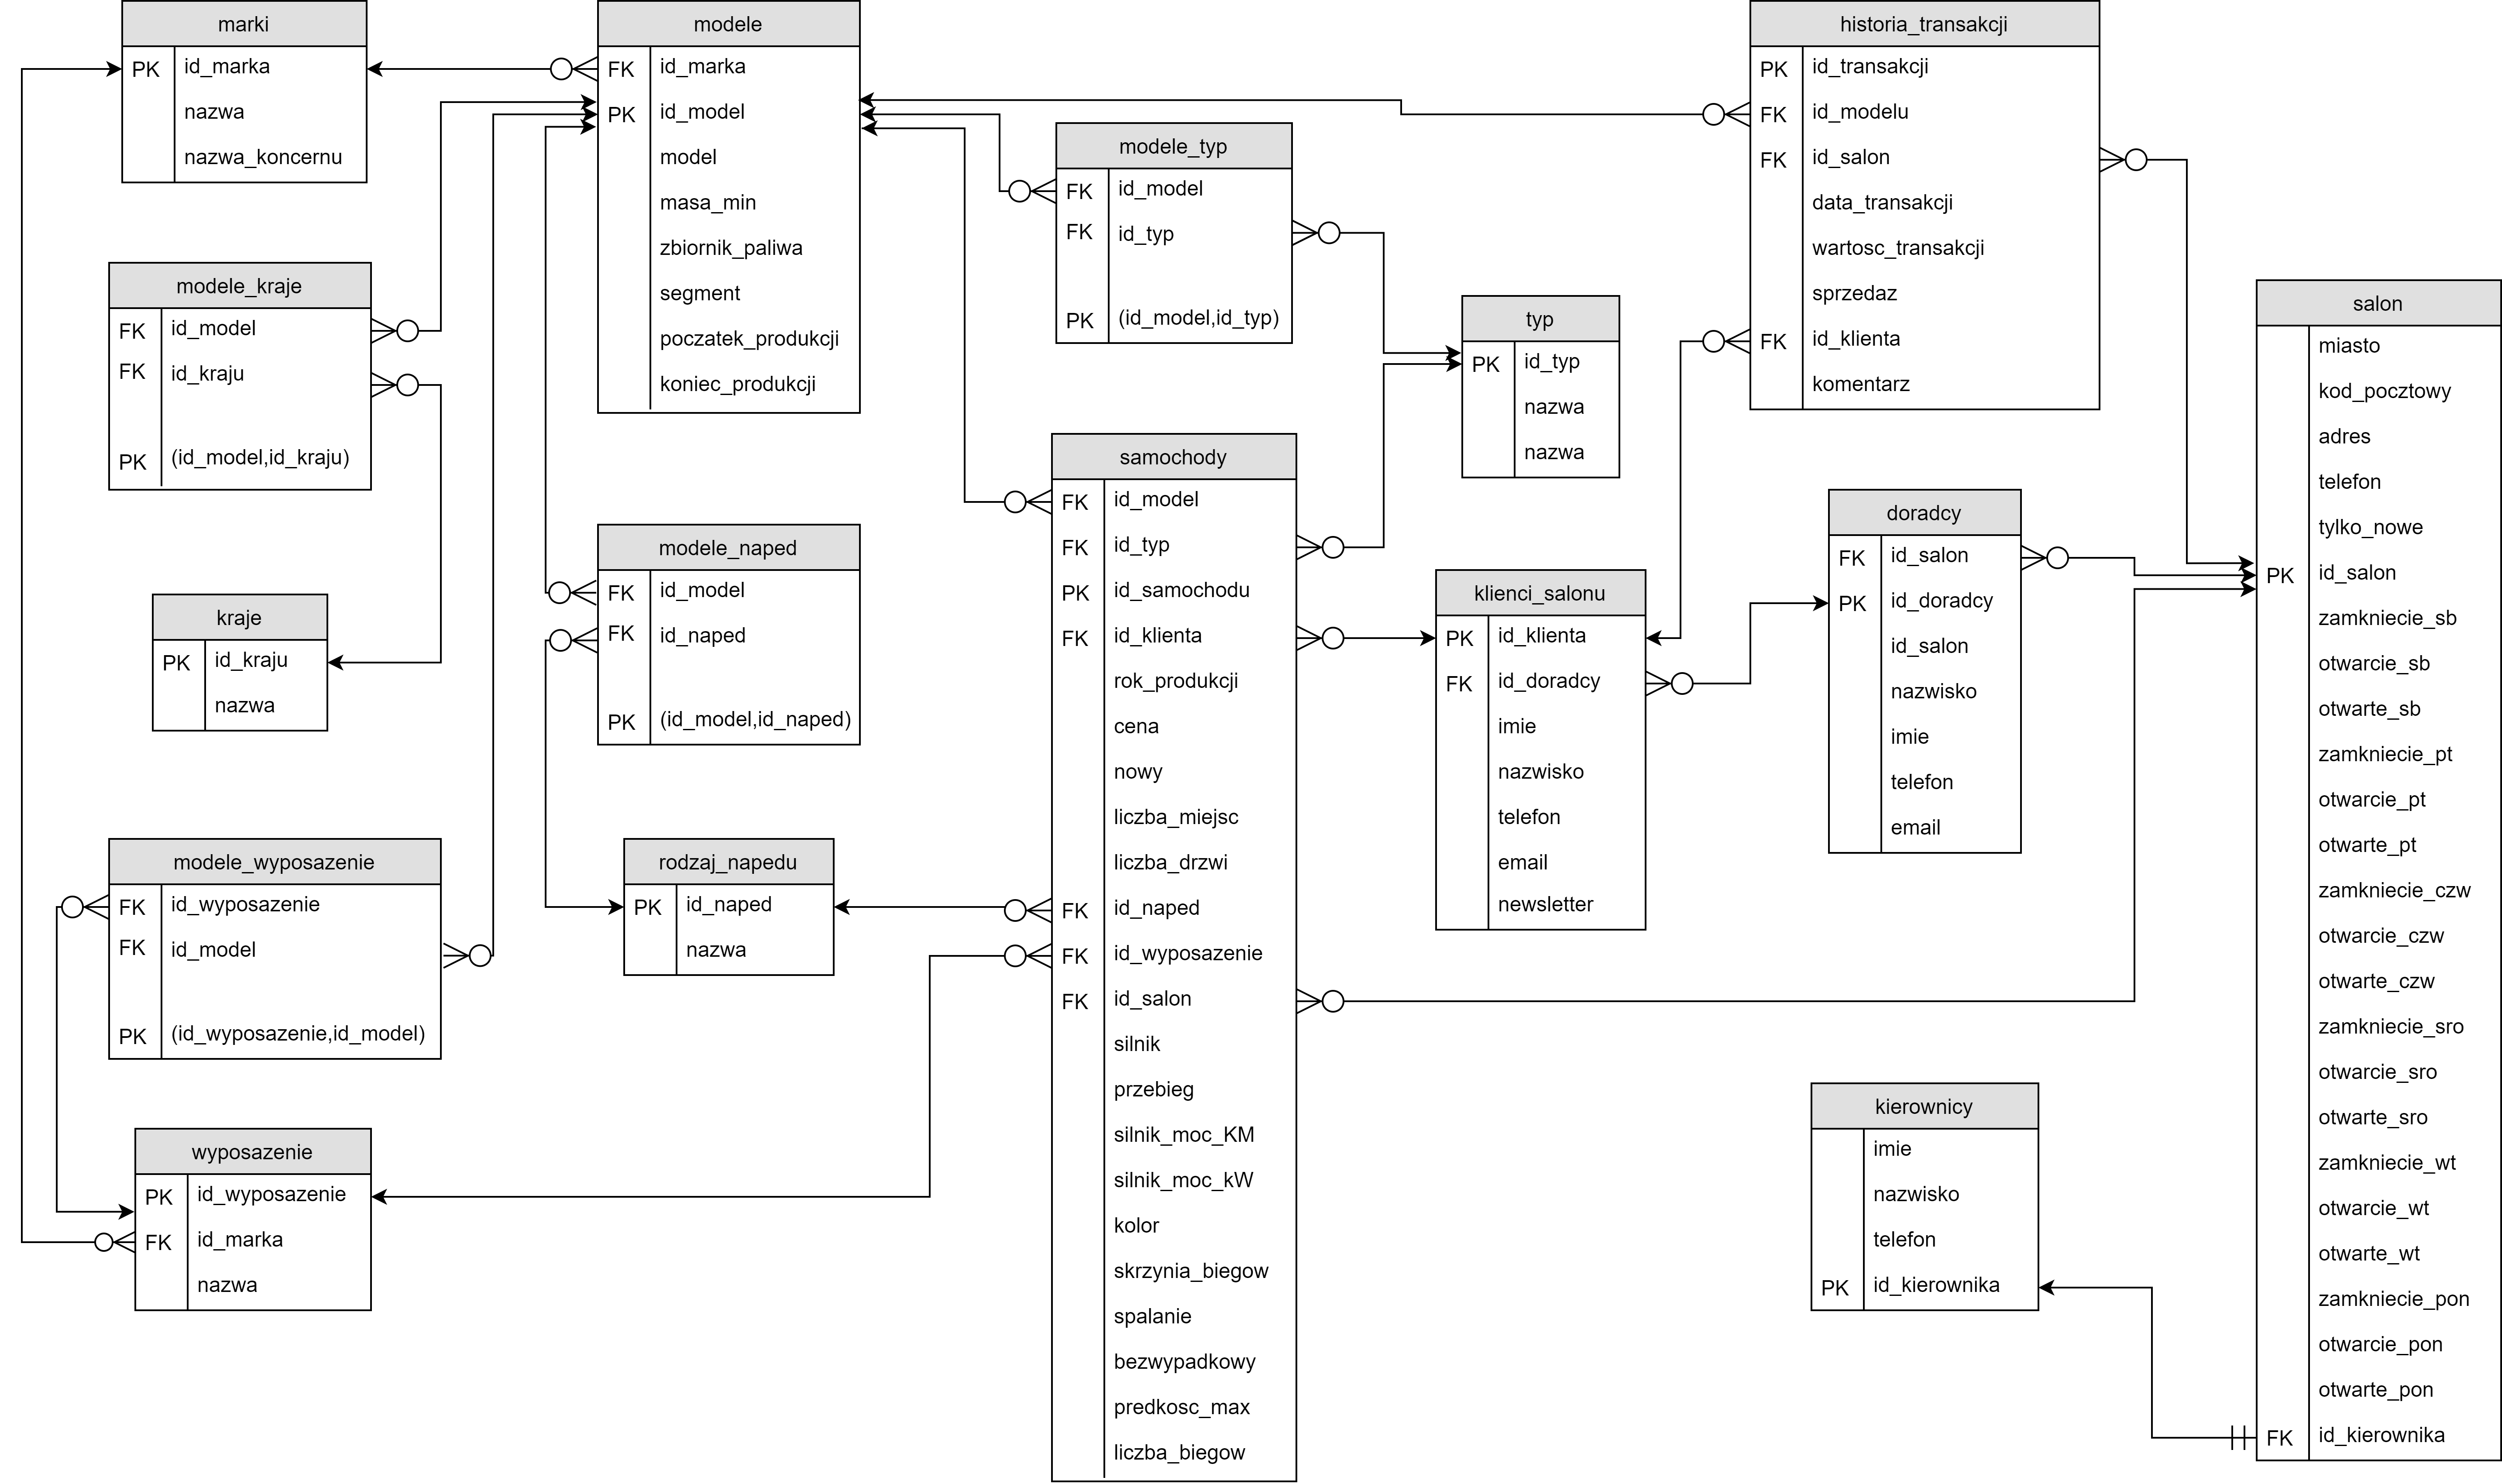 marki
PK id_marka
nazwa
nazwa_koncernu
modele
FK id_marka
PK id_model
model
masa_min
zbiornik_paliwa
segment
poczatek_produkcji
koniec_produkcji
historia_transakcji
PK id_transakcji
FK id_modelu
FK id_salon
data_transakcji
wartosc_transakcji
sprzedaz
FK id_klienta
komentarz
modele_typ
FK id_model
FK id_typ
PK (id_model,id_typ)
modele_kraje
FK id_model
FK id_kraju
PK (id_model,id_kraju)
typ
PK id_typ
nazwa
nazwa
salon
miasto
kod_pocztowy
adres
telefon
tylko_nowe
PK id_salon
zamkniecie_sb
otwarcie_sb
otwarte_sb
zamkniecie_pt
otwarcie_pt
otwarte_pt
zamkniecie_czw
otwarcie_czw
otwarte_czw
zamkniecie_sro
otwarcie_sro
otwarte_sro
zamkniecie_wt
otwarcie_wt
otwarte_wt
zamkniecie_pon
otwarcie_pon
otwarte_pon
FK id_kierownika
samochody
FK id_model
FK id_typ
PK id_samochodu
FK id_klienta
rok_produkcji
cena
nowy
liczba_miejsc
liczba_drzwi
FK id_naped
FK id_wyposazenie
FK id_salon
silnik
przebieg
silnik_moc_KM
silnik_moc_kW
kolor
skrzynia_biegow
spalanie
bezwypadkowy
predkosc_max
liczba_biegow
doradcy
FK id_salon
PK id_doradcy
id_salon
nazwisko
imie
telefon
email
modele_naped
FK id_model
FK id_naped
PK (id_model,id_naped)
klienci_salonu
PK id_klienta
FK id_doradcy
imie
nazwisko
telefon
email
newsletter
kraje
PK id_kraju
nazwa
modele_wyposazenie
FK id_wyposazenie
FK id_model
PK (id_wyposazenie,id_model)
rodzaj_napedu
PK id_naped
nazwa
kierownicy
imie
nazwisko
telefon
PK id_kierownika
wyposazenie
PK id_wyposazenie
FK id_marka
nazwa